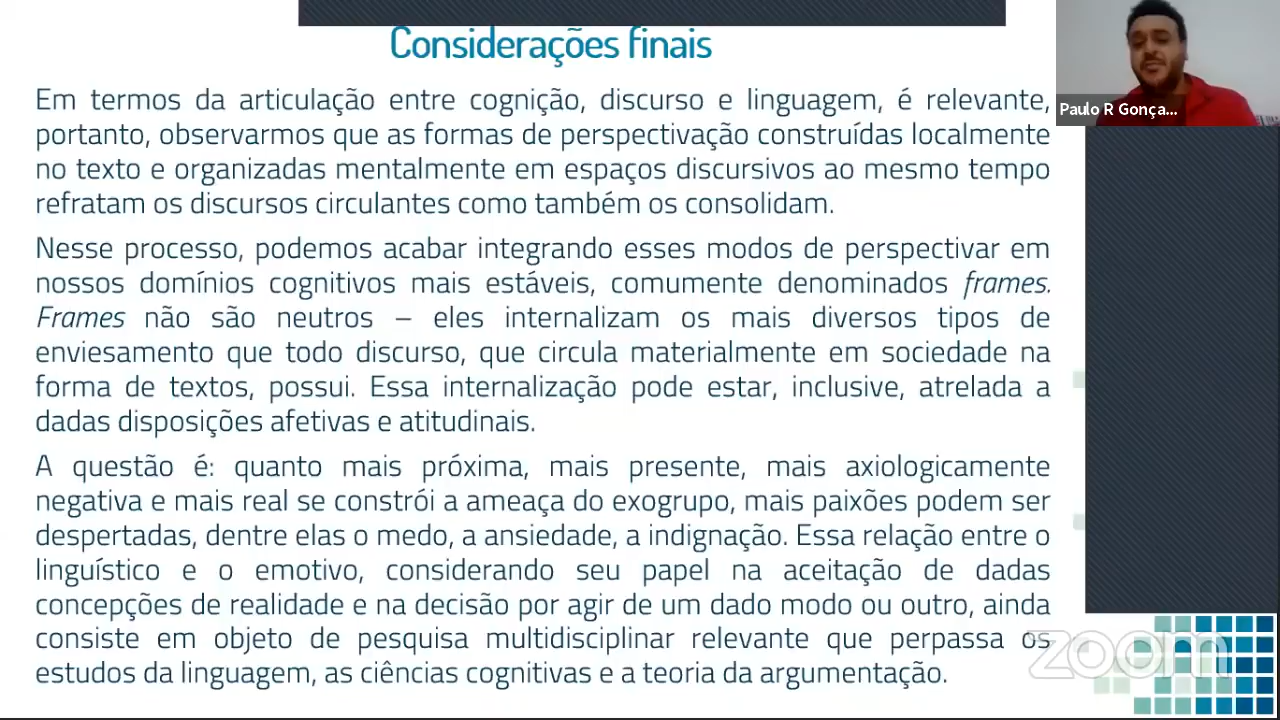 Considerações finais
Em termos da articulação entre cognição, discurso e linguagem, é relevante,
portanto, observarmos que as formas de perspectivação construídas localmente
no texto e organizadas mentalmente em espaços discursivos ao mesmo tempo
refratam os discursos circulantes como também os consolidam.
Nesse processo, podemos acabar integrando esses modos de perspectivar em
nossos domínios cognitivos mais estáveis, comumente denominados frames.
Frames não são neutros – eles internalizam os mais diversos tipos de
enviesamento que todo discurso, que circula materialmente em sociedade na
forma de textos, possui. Essa internalização pode estar, inclusive, atrelada a
dadas disposições afetivas e atitudinais.
A questão é: quanto mais próxima, mais presente, mais axiologicamente
negativa e mais real se constrói a ameaça do exogrupo, mais paixões podem ser
despertadas, dentre elas o medo, a ansiedade, a indignação. Essa relação entre o
linguístico e o emotivo, considerando seu papel na aceitação de dadas
concepções de realidade e na decisão por agir de um dado modo ou outro, ainda
consiste em objeto de pesquisa multidisciplinar relevante que perpassa os
estudos da linguagem, as ciências cognitivas e a teoria da argumentação.
Paulo R Gonça...
zoom